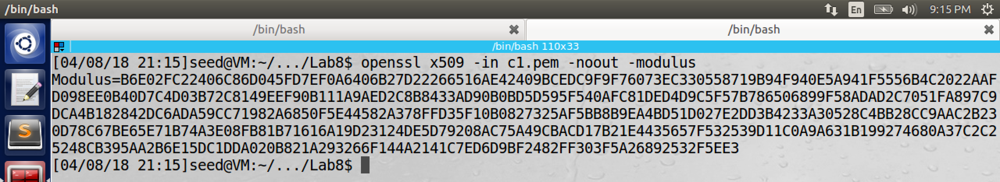 /bin/bash
En
9:15 PM
/bin/bash
/bin/bash
/bin/bash 110x33
[04/08/18 21:15]seed@VM:~/.../Lab8$ openssl x509 -in c1.pem -noout -modulus
Modulus=B6E02FC22406C86D045FD7EF0A6406B27D22266516AE42409BCEDC9F9F76073EC330558719B94F940E5A941F5556B4C2022AAF
D098EE0B40D7C4D03B72C8149EEF90B111A9AED2C8B8433AD90B0BD5D595F540AFC81DED4D9C5F57B786506899F58ADAD2C7051FA897C9
DCA4B182842DC6ADA59CC71982A6850F5E44582A378FFD35F10B0827325AF5BB8B9EA4BD51D027E2DD3B4233A30528C4BB28CC9AAC2B23
0D78C67BE65E71B74A3E08FB81B71616A19D23124DE5D79208AC75A49CBACD17B21E4435657F532539D11C0A9A631B199274680A37C2C2
5248CB395AA2B6E15DC1DDA020B821A293266F144A2141C7ED6D9BF2482FF303F5A26892532F5EE3
[04/08/18 21:15]seed@VM:~/.../Lab8$